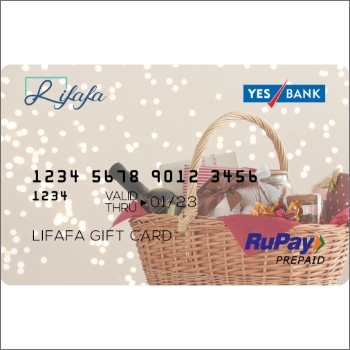 Lifafa
YES BANK
1234 5678 9012 3456
1234
VALID THRU ▸ 01/23
LIFAFA GIFT CARD
RuPay
PREPAID